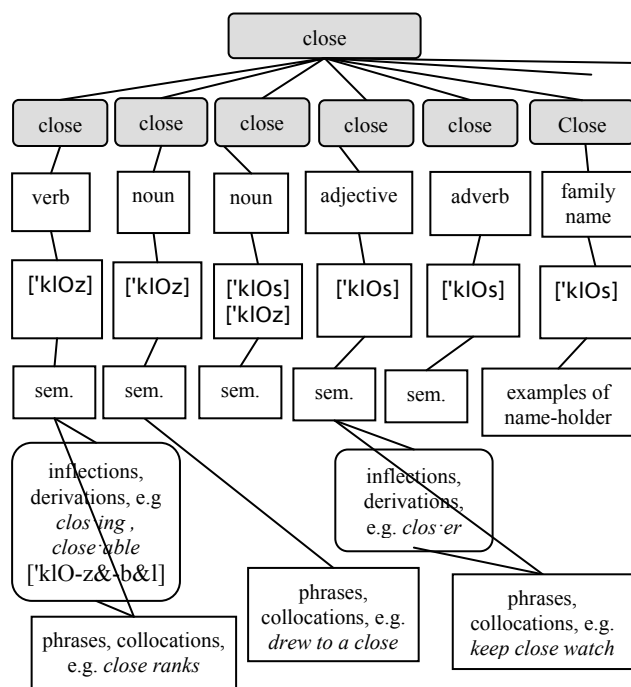 close
close
close
close
close
close
Close
verb
noun
noun
adjective
adverb
family
name
['klOz]
['klOz]
['klOs]
['klOz]
['klOs]
['klOs]
['klOs]
sem.
sem.
sem.
sem.
sem.
examples of
name-holder
inflections,
derivations, e.g
clos·ing ,
close·able
['klO-z&-b&l]
inflections,
derivations,
e.g. clos·er
phrases, collocations,
e.g. close ranks
phrases,
collocations, e.g.
drew to a close
phrases,
collocations, e.g.
keep close watch